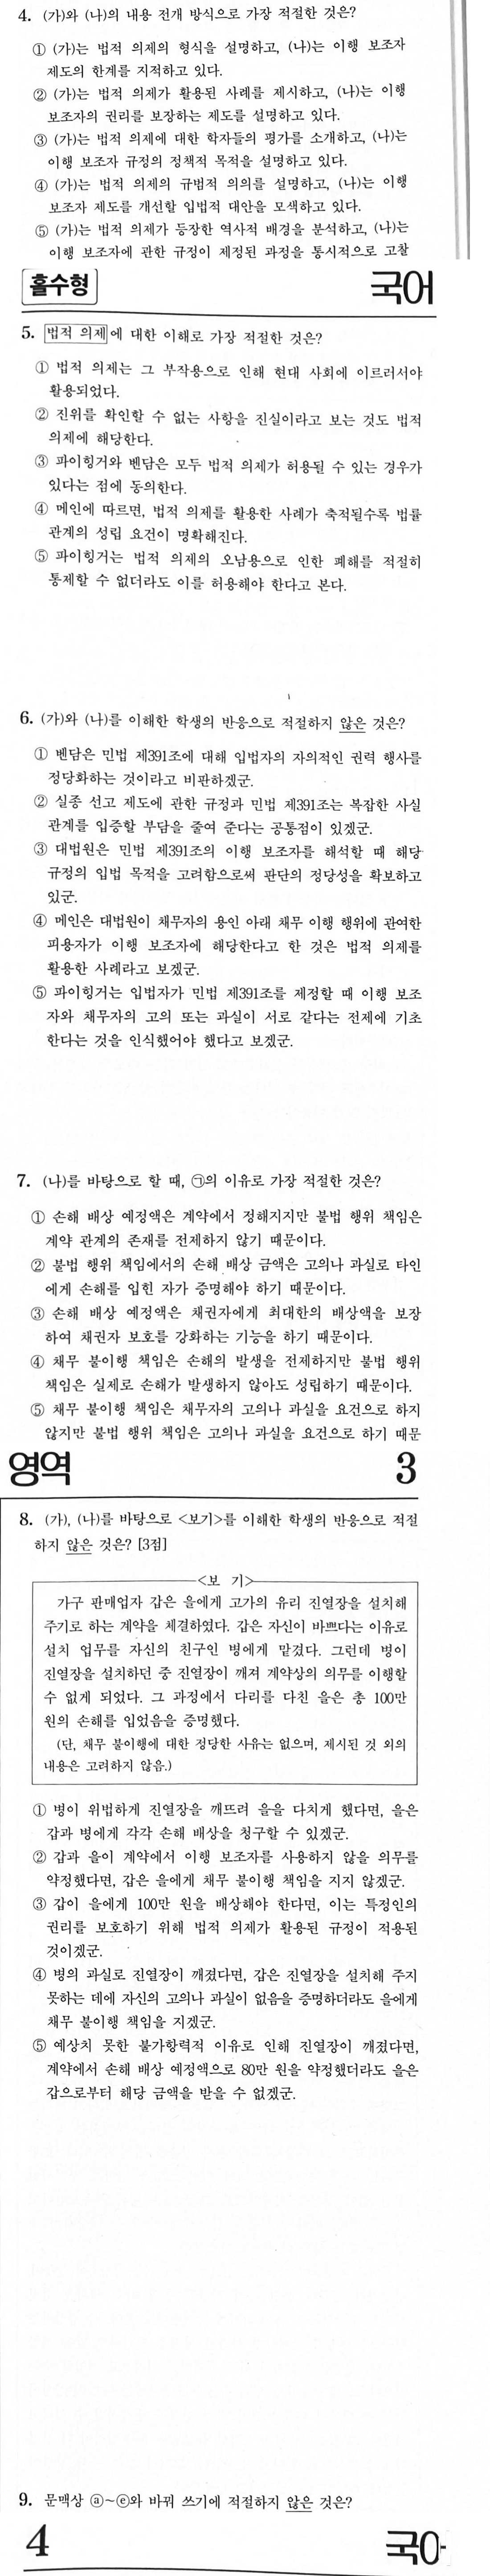 4. (가)와 (나)의 내용 전개 방식으로 가장 적절한 것은?
① (가)는 법적 의제의 형식을 설명하고, (나)는 이행 보조자
제도의 한계를 지적하고 있다.
② (가)는 법적 의제가 활용된 사례를 제시하고, (나)는 이행
보조자의 권리를 보장하는 제도를 설명하고 있다.
③ (가)는 법적 의제에 대한 학자들의 평가를 소개하고, (나)는
이행 보조자 규정의 정책적 목적을 설명하고 있다.
④ (가)는 법적 의제의 규범적 의의를 설명하고, (나)는 이행
보조자 제도를 개선할 입법적 대안을 모색하고 있다.
⑤ (가)는 법적 의제가 등장한 역사적 배경을 분석하고, (나)는
이행 보조자에 관한 규정이 제정된 과정을 통시적으로 고찰
홀수형
국어
5. 법적 의제에 대한 이해로 가장 적절한 것은?
① 법적 의제는 그 부작용으로 인해 현대 사회에 이르러서야
활용되었다.
② 진위를 확인할 수 없는 사항을 진실이라고 보는 것도 법적
의제에 해당한다.
③ 파이힝거와 벤담은 모두 법적 의제가 허용될 수 있는 경우가
있다는 점에 동의한다.
④ 메인에 따르면, 법적 의제를 활용한 사례가 축적될수록 법률
관계의 성립 요건이 명확해진다.
⑤ 파이힝거는 법적 의제의 오남용으로 인한 폐해를 적절히
통제할 수 없더라도 이를 허용해야 한다고 본다.
6. (가)와 (나)를 이해한 학생의 반응으로 적절하지 않은 것은?
① 벤담은 민법 제391조에 대해 입법자의 자의적인 권력 행사를
정당화하는 것이라고 비판하겠군.
② 실종 선고 제도에 관한 규정과 민법 제391조는 복잡한 사실
관계를 입증할 부담을 줄여 준다는 공통점이 있겠군.
③ 대법원은 민법 제391조의 이행 보조자를 해석할 때 해당
규정의 입법 목적을 고려함으로써 판단의 정당성을 확보하고
있군.
④ 메인은 대법원이 채무자의 용인 아래 채무 이행 행위에 관여한
피용자가 이행 보조자에 해당한다고 한 것은 법적 의제를
활용한 사례라고 보겠군.
⑤ 파이힝거는 입법자가 민법 제391조를 제정할 때 이행 보조
자와 채무자의 고의 또는 과실이 서로 같다는 전제에 기초
한다는 것을 인식했어야 했다고 보겠군.
7. (나)를 바탕으로 할 때, ㉠의 이유로 가장 적절한 것은?
① 손해 배상 예정액은 계약에서 정해지지만 불법 행위 책임은
계약 관계의 존재를 전제하지 않기 때문이다.
② 불법 행위 책임에서의 손해 배상 금액은 고의나 과실로 타인
에게 손해를 입힌 자가 증명해야 하기 때문이다.
③ 손해 배상 예정액은 채권자에게 최대한의 배상액을 보장
하여 채권자 보호를 강화하는 기능을 하기 때문이다.
④ 채무 불이행 책임은 손해의 발생을 전제하지만 불법 행위
책임은 실제로 손해가 발생하지 않아도 성립하기 때문이다.
⑤ 채무 불이행 책임은 채무자의 고의나 과실을 요건으로 하지
않지만 불법 행위 책임은 고의나 과실을 요건으로 하기 때문
영역
3
8. (가), (나)를 바탕으로 <보기>를 이해한 학생의 반응으로 적절
하지 않은 것은? [3점]
<보 기>
가구 판매업자 갑은 을에게 고가의 유리 진열장을 설치해
주기로 하는 계약을 체결하였다. 갑은 자신이 바쁘다는 이유로
설치 업무를 자신의 친구인 병에게 맡겼다. 그런데 병이
진열장을 설치하던 중 진열장이 깨져 계약상의 의무를 이행할
수 없게 되었다. 그 과정에서 다리를 다친 을은 총 100만
원의 손해를 입었음을 증명했다.
(단, 채무 불이행에 대한 정당한 사유는 없으며, 제시된 것 외의
내용은 고려하지 않음.)
① 병이 위법하게 진열장을 깨뜨려 을을 다치게 했다면, 을은
갑과 병에게 각각 손해 배상을 청구할 수 있겠군.
② 갑과 을이 계약에서 이행 보조자를 사용하지 않을 의무를
약정했다면, 갑은 을에게 채무 불이행 책임을 지지 않겠군.
③ 갑이 을에게 100만 원을 배상해야 한다면, 이는 특정인의
권리를 보호하기 위해 법적 의제가 활용된 규정이 적용된
것이겠군.
④ 병의 과실로 진열장이 깨졌다면, 갑은 진열장을 설치해 주지
못하는 데에 자신의 고의나 과실이 없음을 증명하더라도 을에게
채무 불이행 책임을 지겠군.
⑤ 예상치 못한 불가항력적 이유로 인해 진열장이 깨졌다면,
계약에서 손해 배상 예정액으로 80만 원을 약정했더라도 을은
갑으로부터 해당 금액을 받을 수 없겠군.
9. 문맥상 ⓐ~ⓔ와 바꿔 쓰기에 적절하지 않은 것은?
4